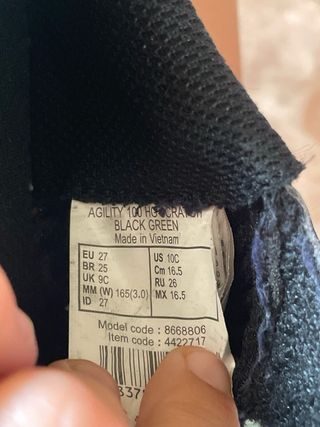 AGILITY 100 HG SCRATCH
BLACK GREEN
Made in Vietnam
EU 27 US 10C
BR 25 Cm 16.5
UK 9C RU 26
MM (W) 165(3.0) MX 16.5
ID 27
Model code : 8668806
Item code : 4422717